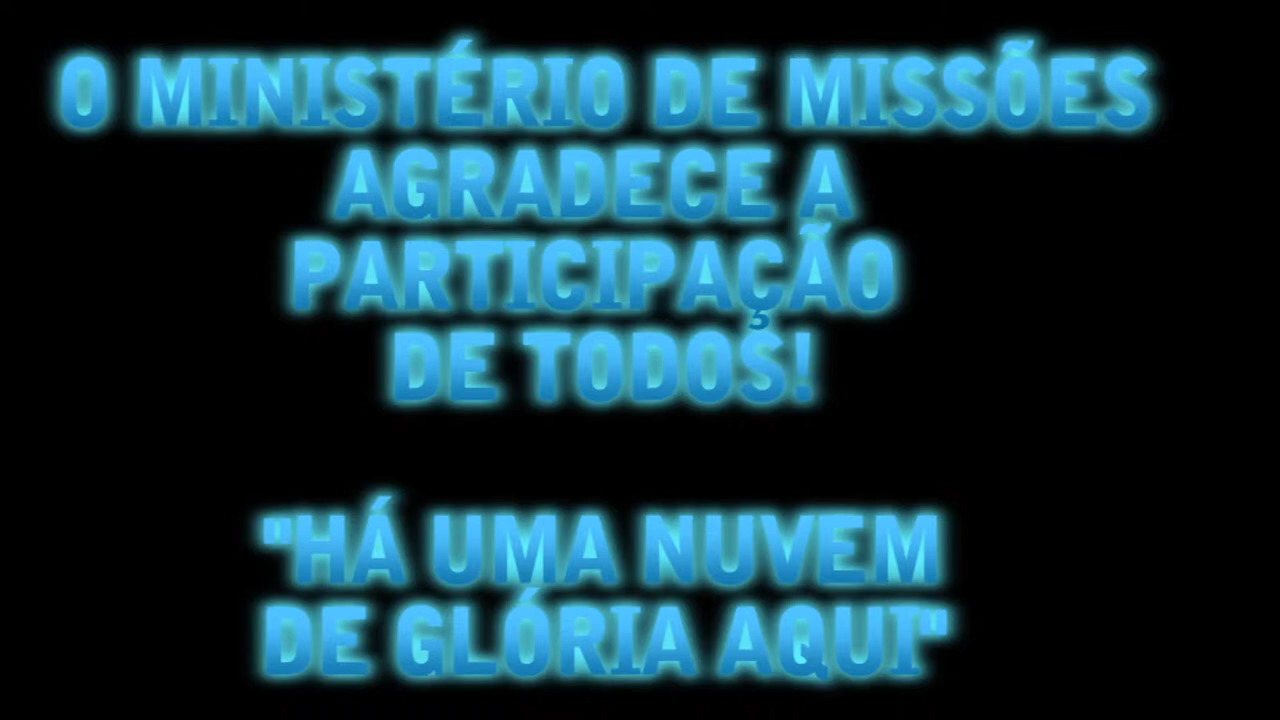 O MINISTÉRIO DE MISSÕES
AGRADECE A
PARTICIPAÇÃO
DE TODOS!
"HÁ UMA NUVEM
DE GLÓRIA AQUI"